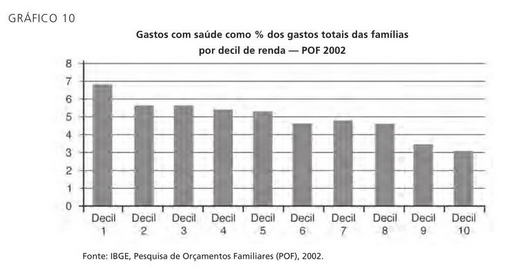 GRÁFICO 10
Gastos com saúde como % dos gastos totais das famílias
por decil de renda — POF 2002
8
7
6
5
4
3
2
1
0
Decil Decil Decil Decil Decil Decil Decil Decil Decil Decil
1 2 3 4 5 6 7 8 9 10
Fonte: IBGE, Pesquisa de Orçamentos Familiares (POF), 2002.